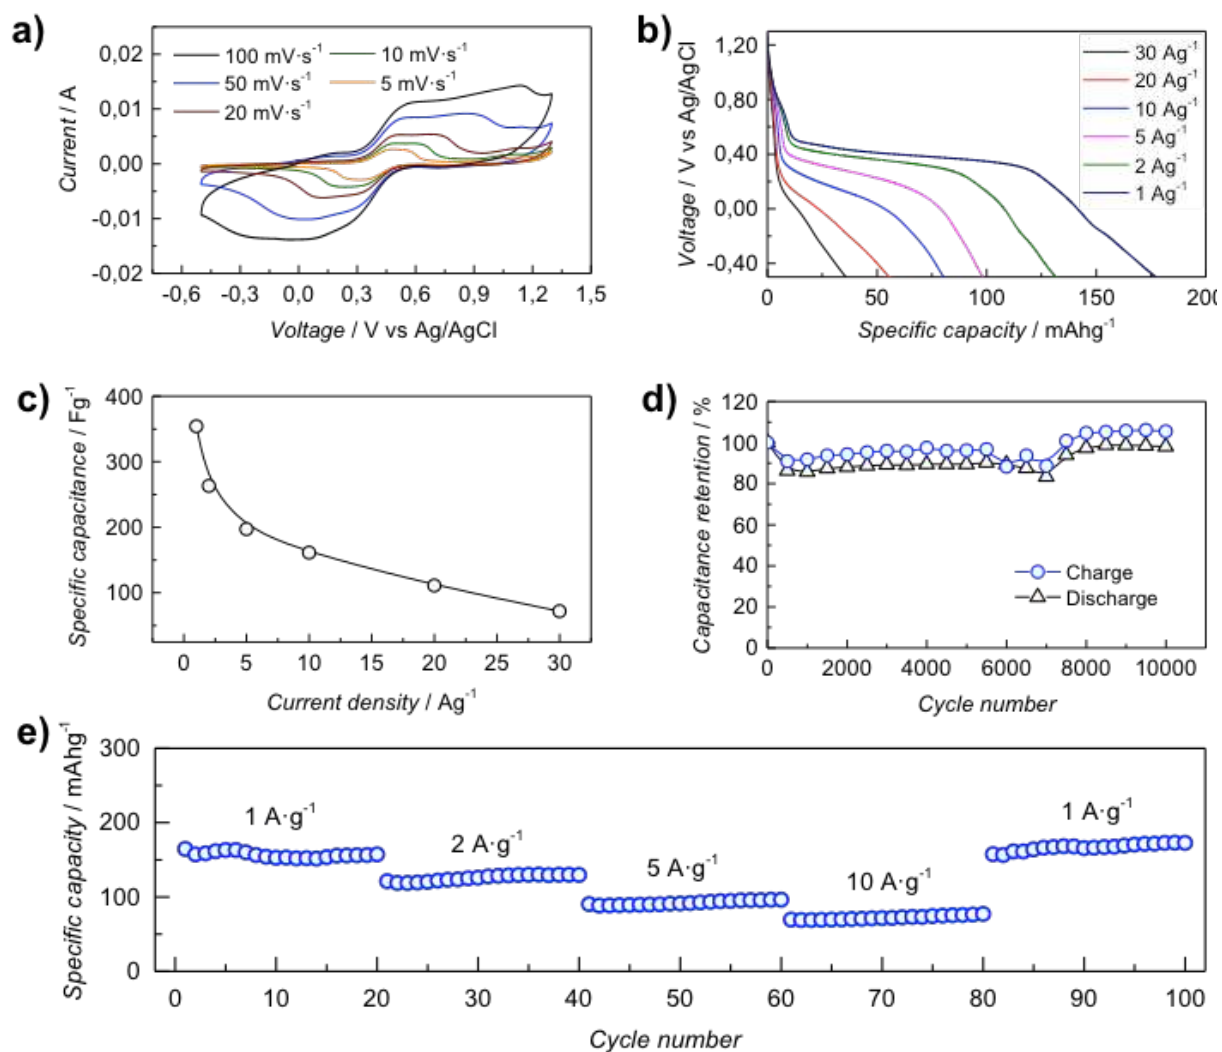 a)
0,02
0,01
0,00
-0,01
-0,02
Current / A
100 mV·s-1
50 mV·s-1
20 mV·s-1
10 mV·s-1
5 mV·s-1
-0,6 -0,3 0,0 0,3 0,6 0,9 1,2 1,5
Voltage / V vs Ag/AgCl
b)
1,20
0,80
0,40
0,00
-0,40
Voltage / V vs Ag/AgCl
30 Ag-1
20 Ag-1
10 Ag-1
5 Ag-1
2 Ag-1
1 Ag-1
0 50 100 150 200
Specific capacity / mAhg-1
c)
400
300
200
100
Specific capacitance / Fg-1
0 5 10 15 20 25 30
Current density / Ag-1
d)
120
100
80
60
40
20
0
Capacitance retention / %
Charge
Discharge
0 2000 4000 6000 8000 10000
Cycle number
e)
300
200
100
0
Specific capacity / mAhg-1
1 A·g-1
2 A·g-1
5 A·g-1
10 A·g-1
1 A·g-1
0 10 20 30 40 50 60 70 80 90 100
Cycle number